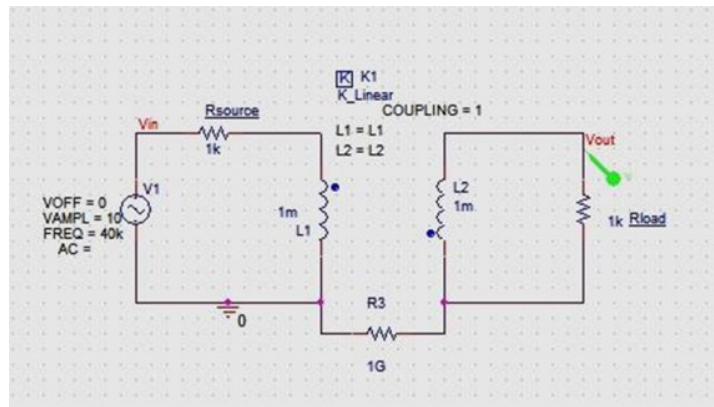 K K1
K_Linear
COUPLING = 1
L1 = L1
L2 = L2
Vin
Rsource
1k
V1
VOFF = 0
VAMPL = 10
FREQ = 40k
AC =
1m
L1
L2
1m
Vout
V
1k Rload
0
R3
1G